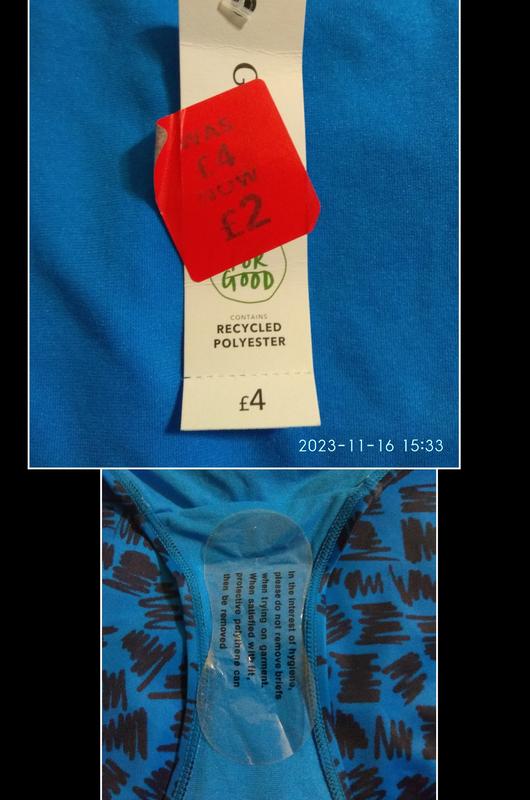 G
WAS
£4
NOW
£2
FOR
GOOD
CONTAINS
RECYCLED
POLYESTER
£4
2023-11-16 15:33
In the interest of hygiene,
please do not remove briefs
when trying on garment.
When satisfied with fit,
protective polythene can
then be removed